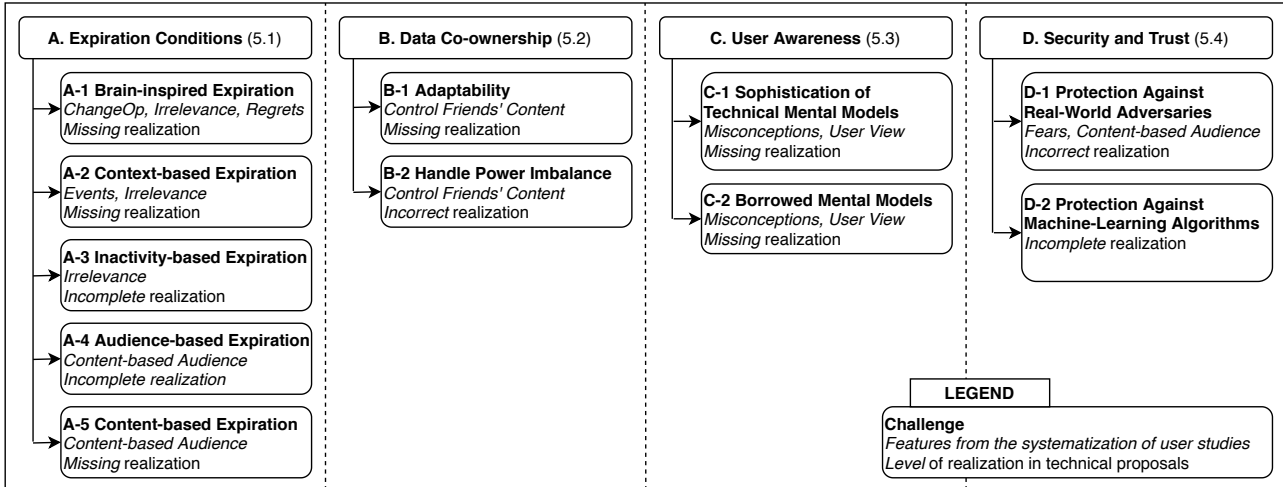 A. Expiration Conditions (5.1)
A-1 Brain-inspired Expiration
ChangeOp, Irrelevance, Regrets
Missing realization
A-2 Context-based Expiration
Events, Irrelevance
Missing realization
A-3 Inactivity-based Expiration
Irrelevance
Incomplete realization
A-4 Audience-based Expiration
Content-based Audience
Incomplete realization
A-5 Content-based Expiration
Content-based Audience
Missing realization
B. Data Co-ownership (5.2)
B-1 Adaptability
Control Friends' Content
Missing realization
B-2 Handle Power Imbalance
Control Friends' Content
Incorrect realization
C. User Awareness (5.3)
C-1 Sophistication of
Technical Mental Models
Misconceptions, User View
Missing realization
C-2 Borrowed Mental Models
Misconceptions, User View
Missing realization
D. Security and Trust (5.4)
D-1 Protection Against
Real-World Adversaries
Fears, Content-based Audience
Incorrect realization
D-2 Protection Against
Machine-Learning Algorithms
Incomplete realization
LEGEND
Challenge
Features from the systematization of user studies
Level of realization in technical proposals